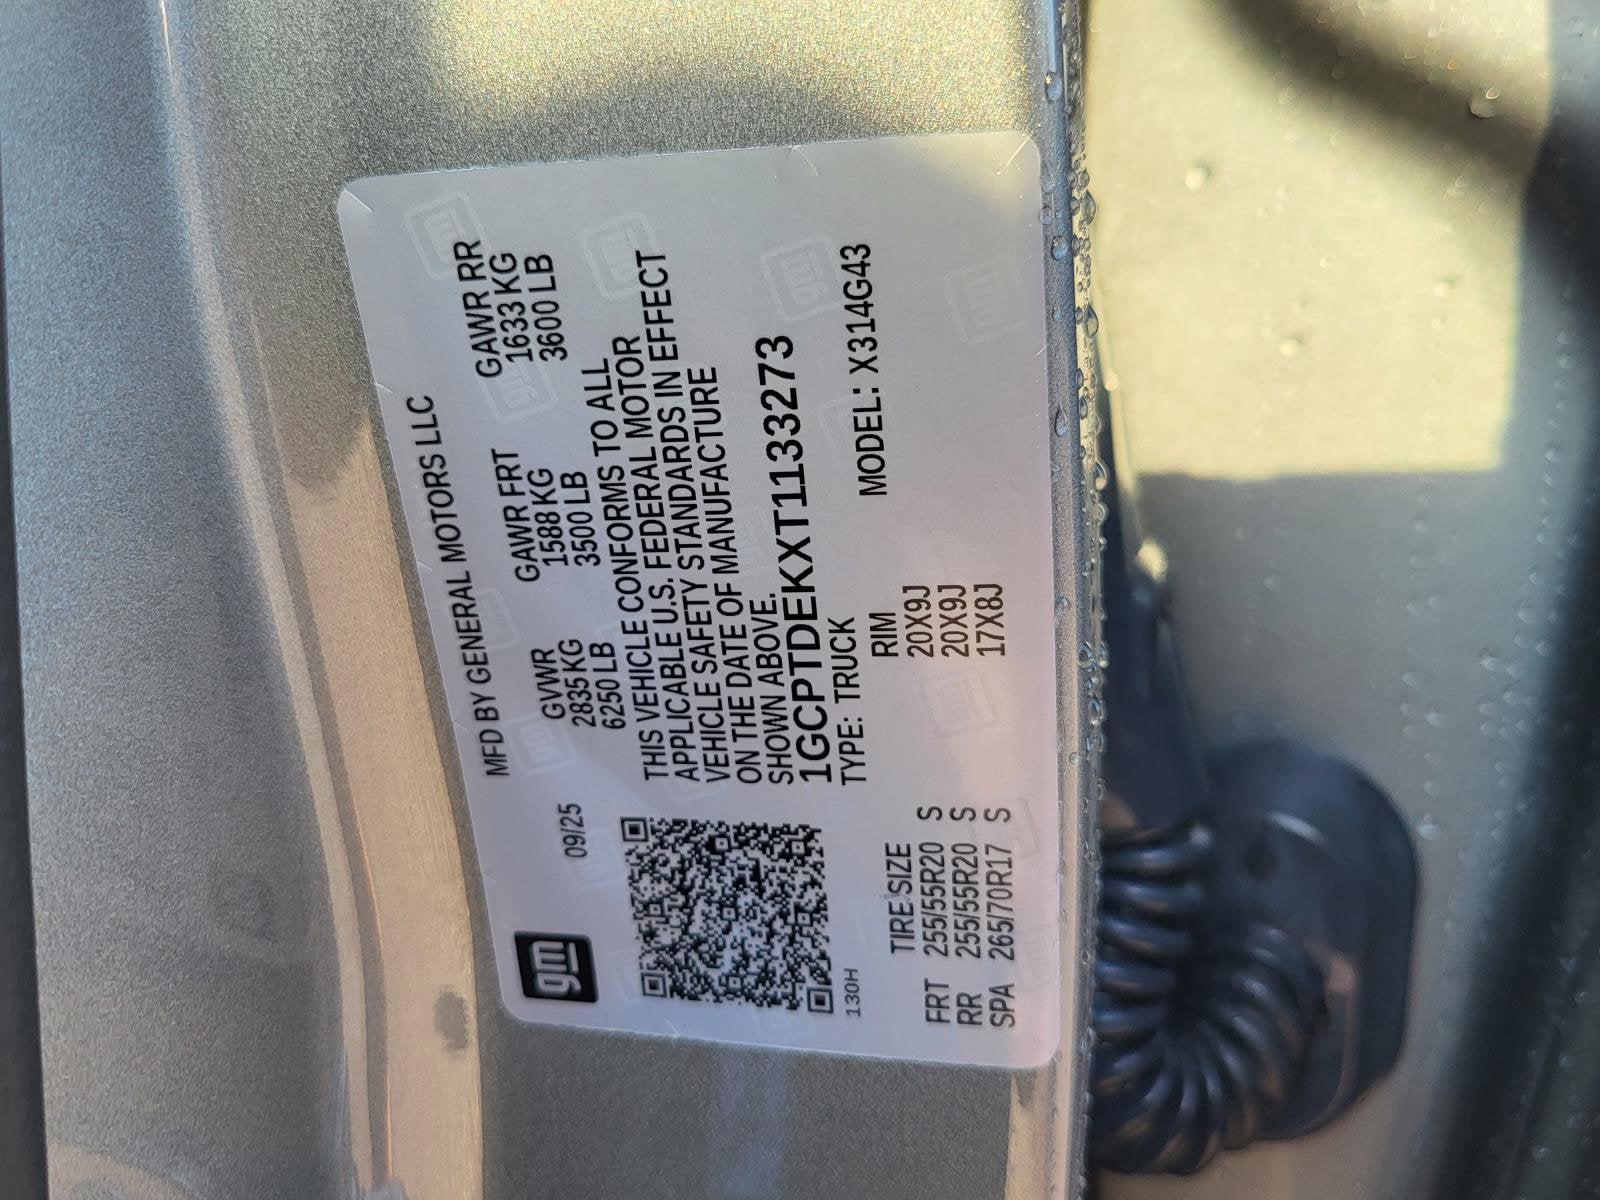 gm
09/25
MFD BY GENERAL MOTORS LLC
GVWR GAWR FRT GAWR RR
2835 KG 1588 KG 1633 KG
6250 LB 3500 LB 3600 LB
THIS VEHICLE CONFORMS TO ALL
APPLICABLE U.S. FEDERAL MOTOR
VEHICLE SAFETY STANDARDS IN EFFECT
ON THE DATE OF MANUFACTURE
SHOWN ABOVE.
1GCPTDEKXT1133273
TYPE: TRUCK MODEL: X314G43
130H
TIRE SIZE RIM
FRT 255/55R20 S 20X9J
RR 255/55R20 S 20X9J
SPA 265/70R17 S 17X8J